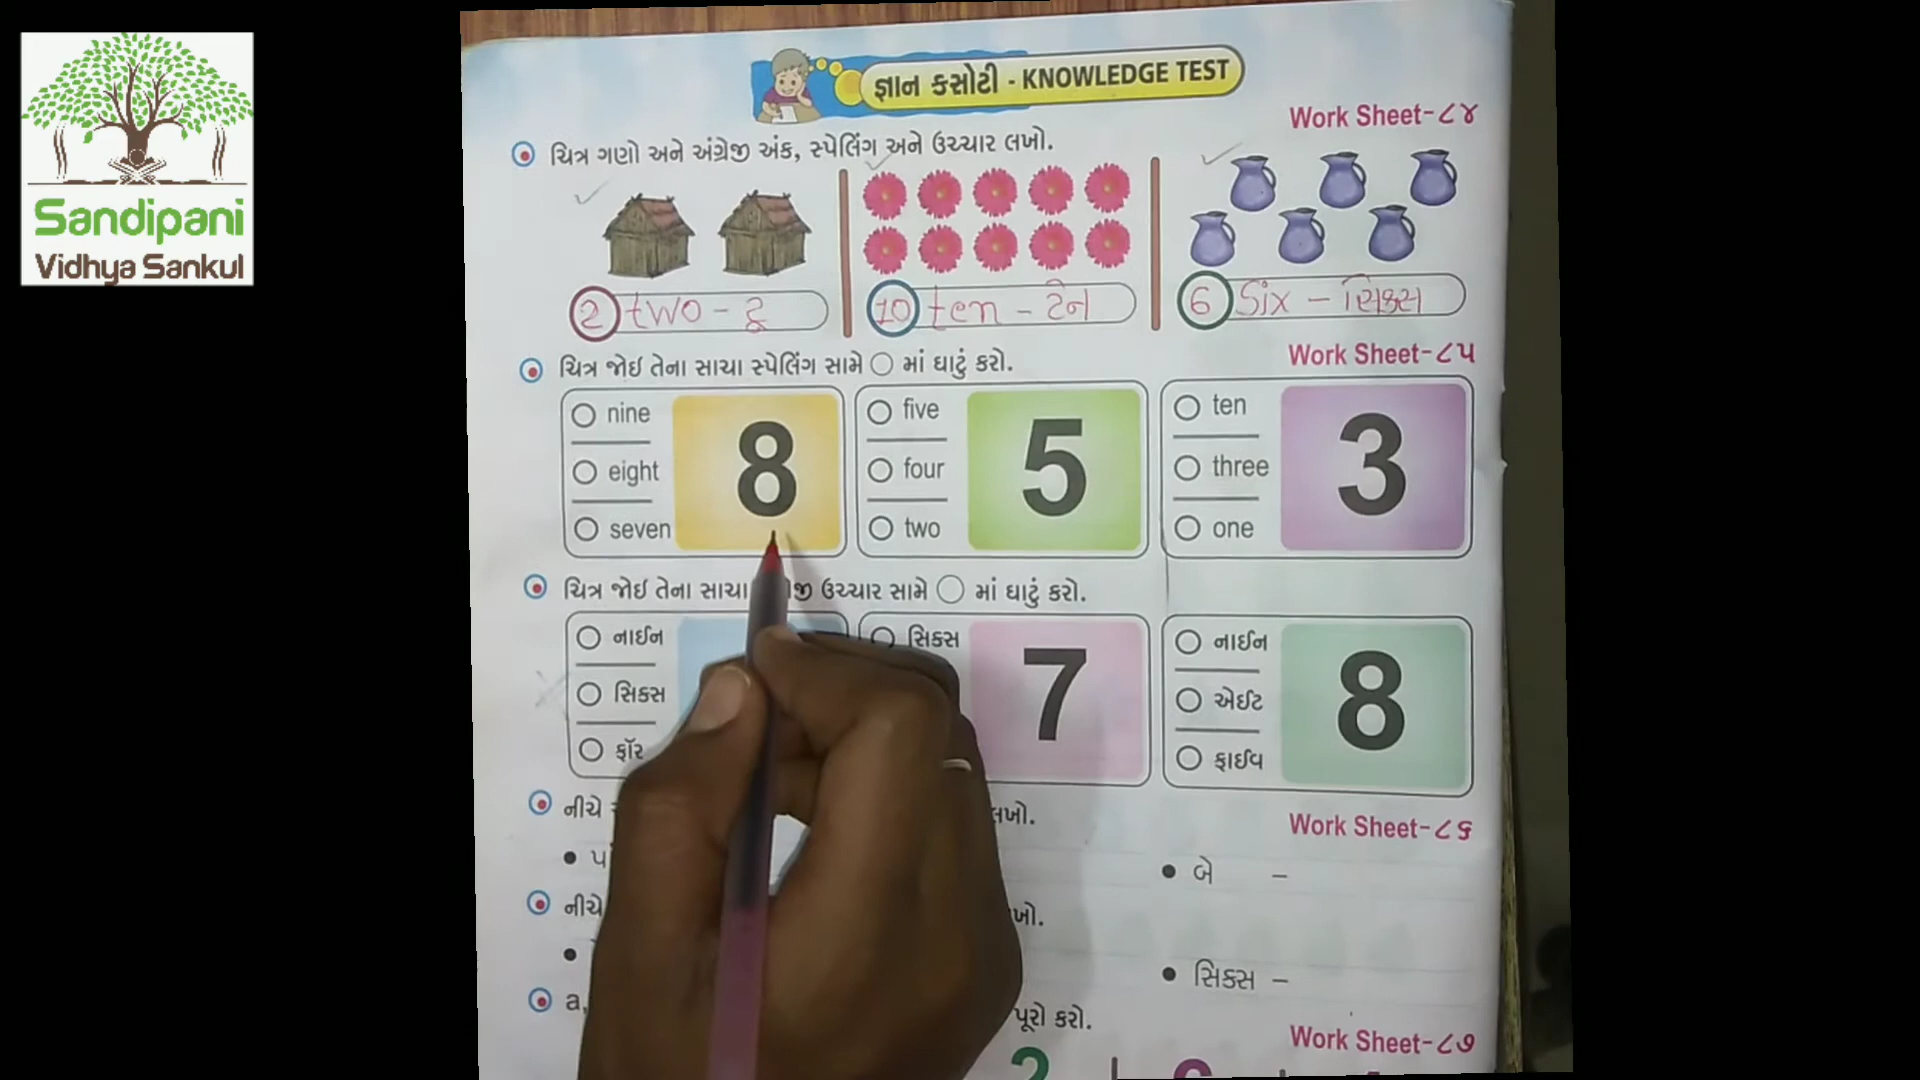 Sandipani
Vidhya Sankul
જ્ઞાન કસોટી - KNOWLEDGE TEST
Work Sheet-૮૪
ચિત્ર ગણો અને અંગ્રેજી અંક, સ્પેલિંગ અને ઉચ્ચાર લખો.
2 two - ટૂ
10 ten - ટેન
6 Six - સિક્સ
Work Sheet-૮૫
ચિત્ર જોઈ તેના સાચા સ્પેલિંગ સામે ○ માં ઘાટું કરો.
nine
eight
seven
8
five
four
two
5
ten
three
one
3
ચિત્ર જોઈ તેના સાચા ઉચ્ચાર સામે ○ માં ઘાટું કરો.
નાઈન
સિક્સ
ફૉર
સિક્સ
7
નાઈન
એઈટ
ફાઈવ
8
નીચે લખો.
Work Sheet-૮૬
બે –
નીચે
સિક્સ –
a, પૂરો કરો.
Work Sheet-૮૭
2